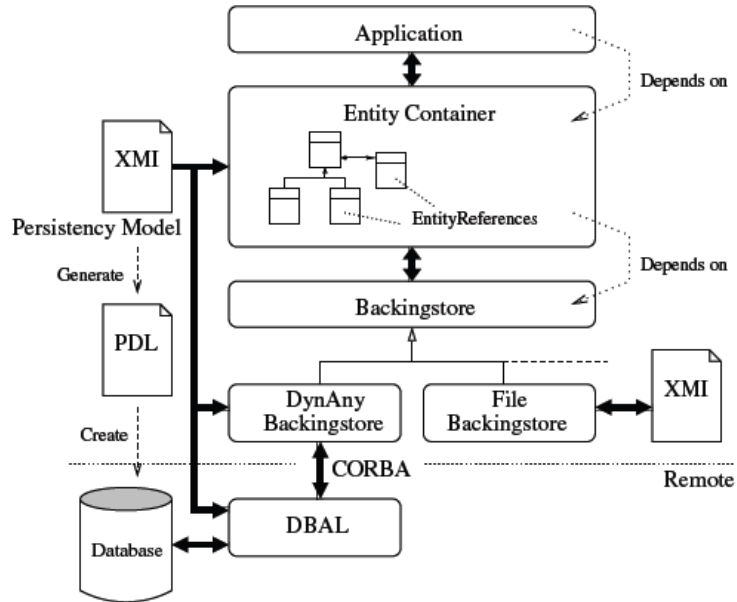 Application
Depends on
Entity Container
XMI
EntityReferences
Persistency Model
Generate
Depends on
Backingstore
PDL
DynAny
Backingstore
File
Backingstore
XMI
Create
CORBA
Remote
DBAL
Database